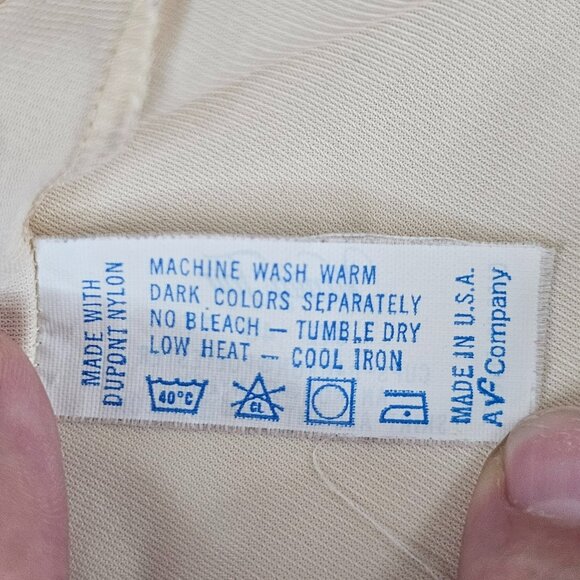 MADE WITH
DUPONT NYLON
MACHINE WASH WARM
DARK COLORS SEPARATELY
NO BLEACH — TUMBLE DRY
LOW HEAT — COOL IRON
40°C
CL
MADE IN U.S.A.
A VF Company